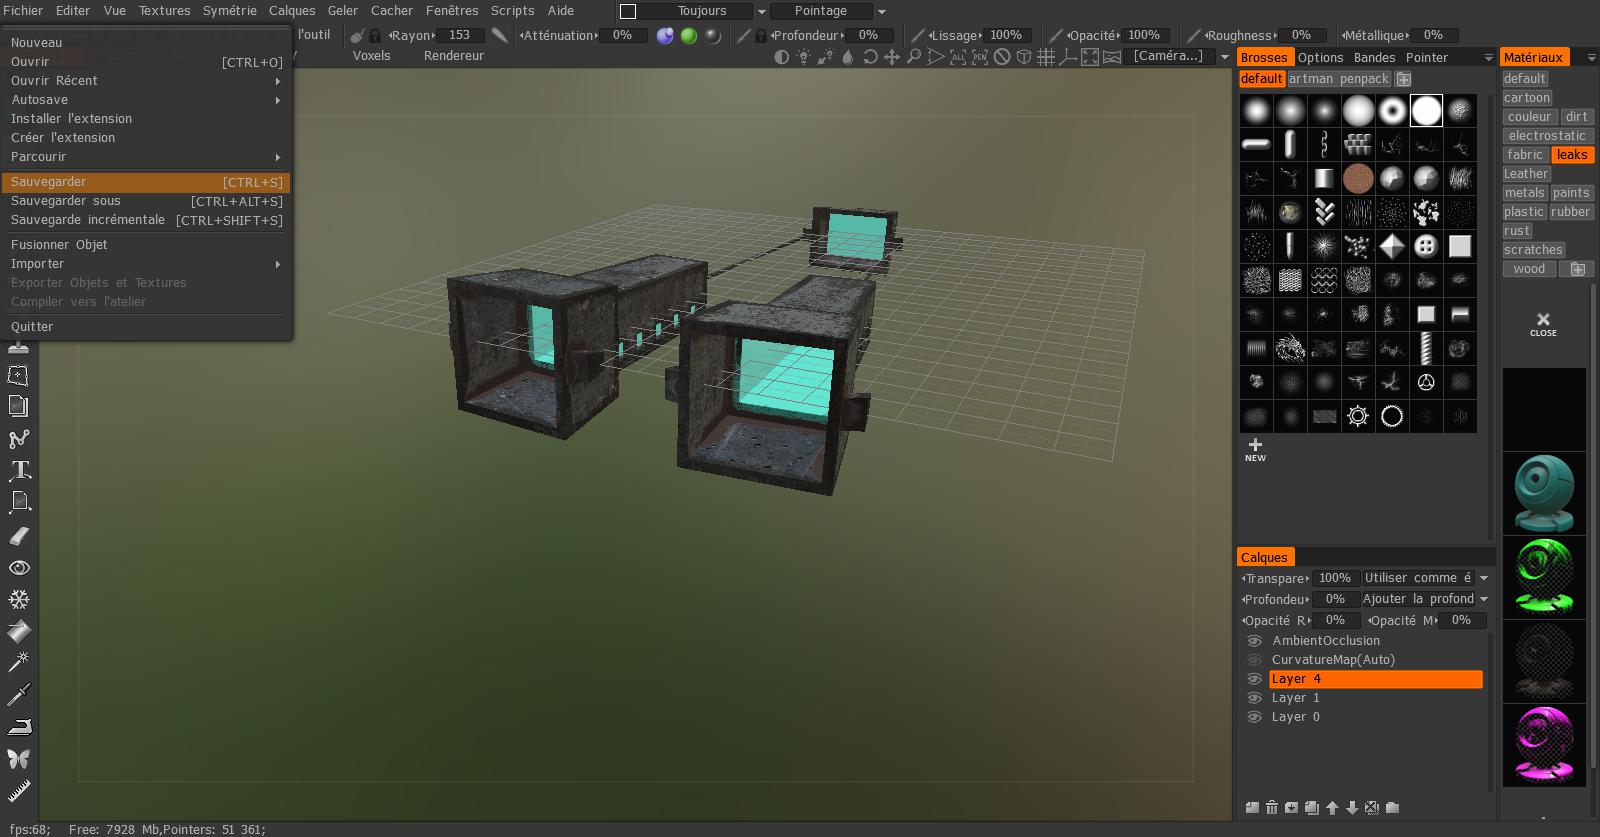 Fichier Editer Vue Textures Symétrie Calques Geler Cacher Fenêtres Scripts Aide Toujours Pointage
l'outil Rayon 153 Atténuation 0% Profondeur 0% Lissage 100% Opacité 100% Roughness 0% Métallique 0%
Voxels Rendereur ALL PEN [Caméra...]
Nouveau
Ouvrir [CTRL+O]
Ouvrir Récent
Autosave
Installer l'extension
Créer l'extension
Parcourir
Sauvegarder [CTRL+S]
Sauvegarder sous [CTRL+ALT+S]
Sauvegarde incrémentale [CTRL+SHIFT+S]
Fusionner Objet
Importer
Exporter Objets et Textures
Compiler vers l'atelier
Quitter
Brosses Options Bandes Pointer
default artman penpack
NEW
Matériaux
default
cartoon
couleur dirt
electrostatic
fabric leaks
Leather
metals paints
plastic rubber
rust
scratches
wood
CLOSE
Calques
Transpare 100% Utiliser comme é
Profondeu 0% Ajouter la profond
Opacité R 0% Opacité M 0%
AmbientOcclusion
CurvatureMap(Auto)
Layer 4
Layer 1
Layer 0
fps:68; Free: 7928 Mb,Pointers: 51 361;